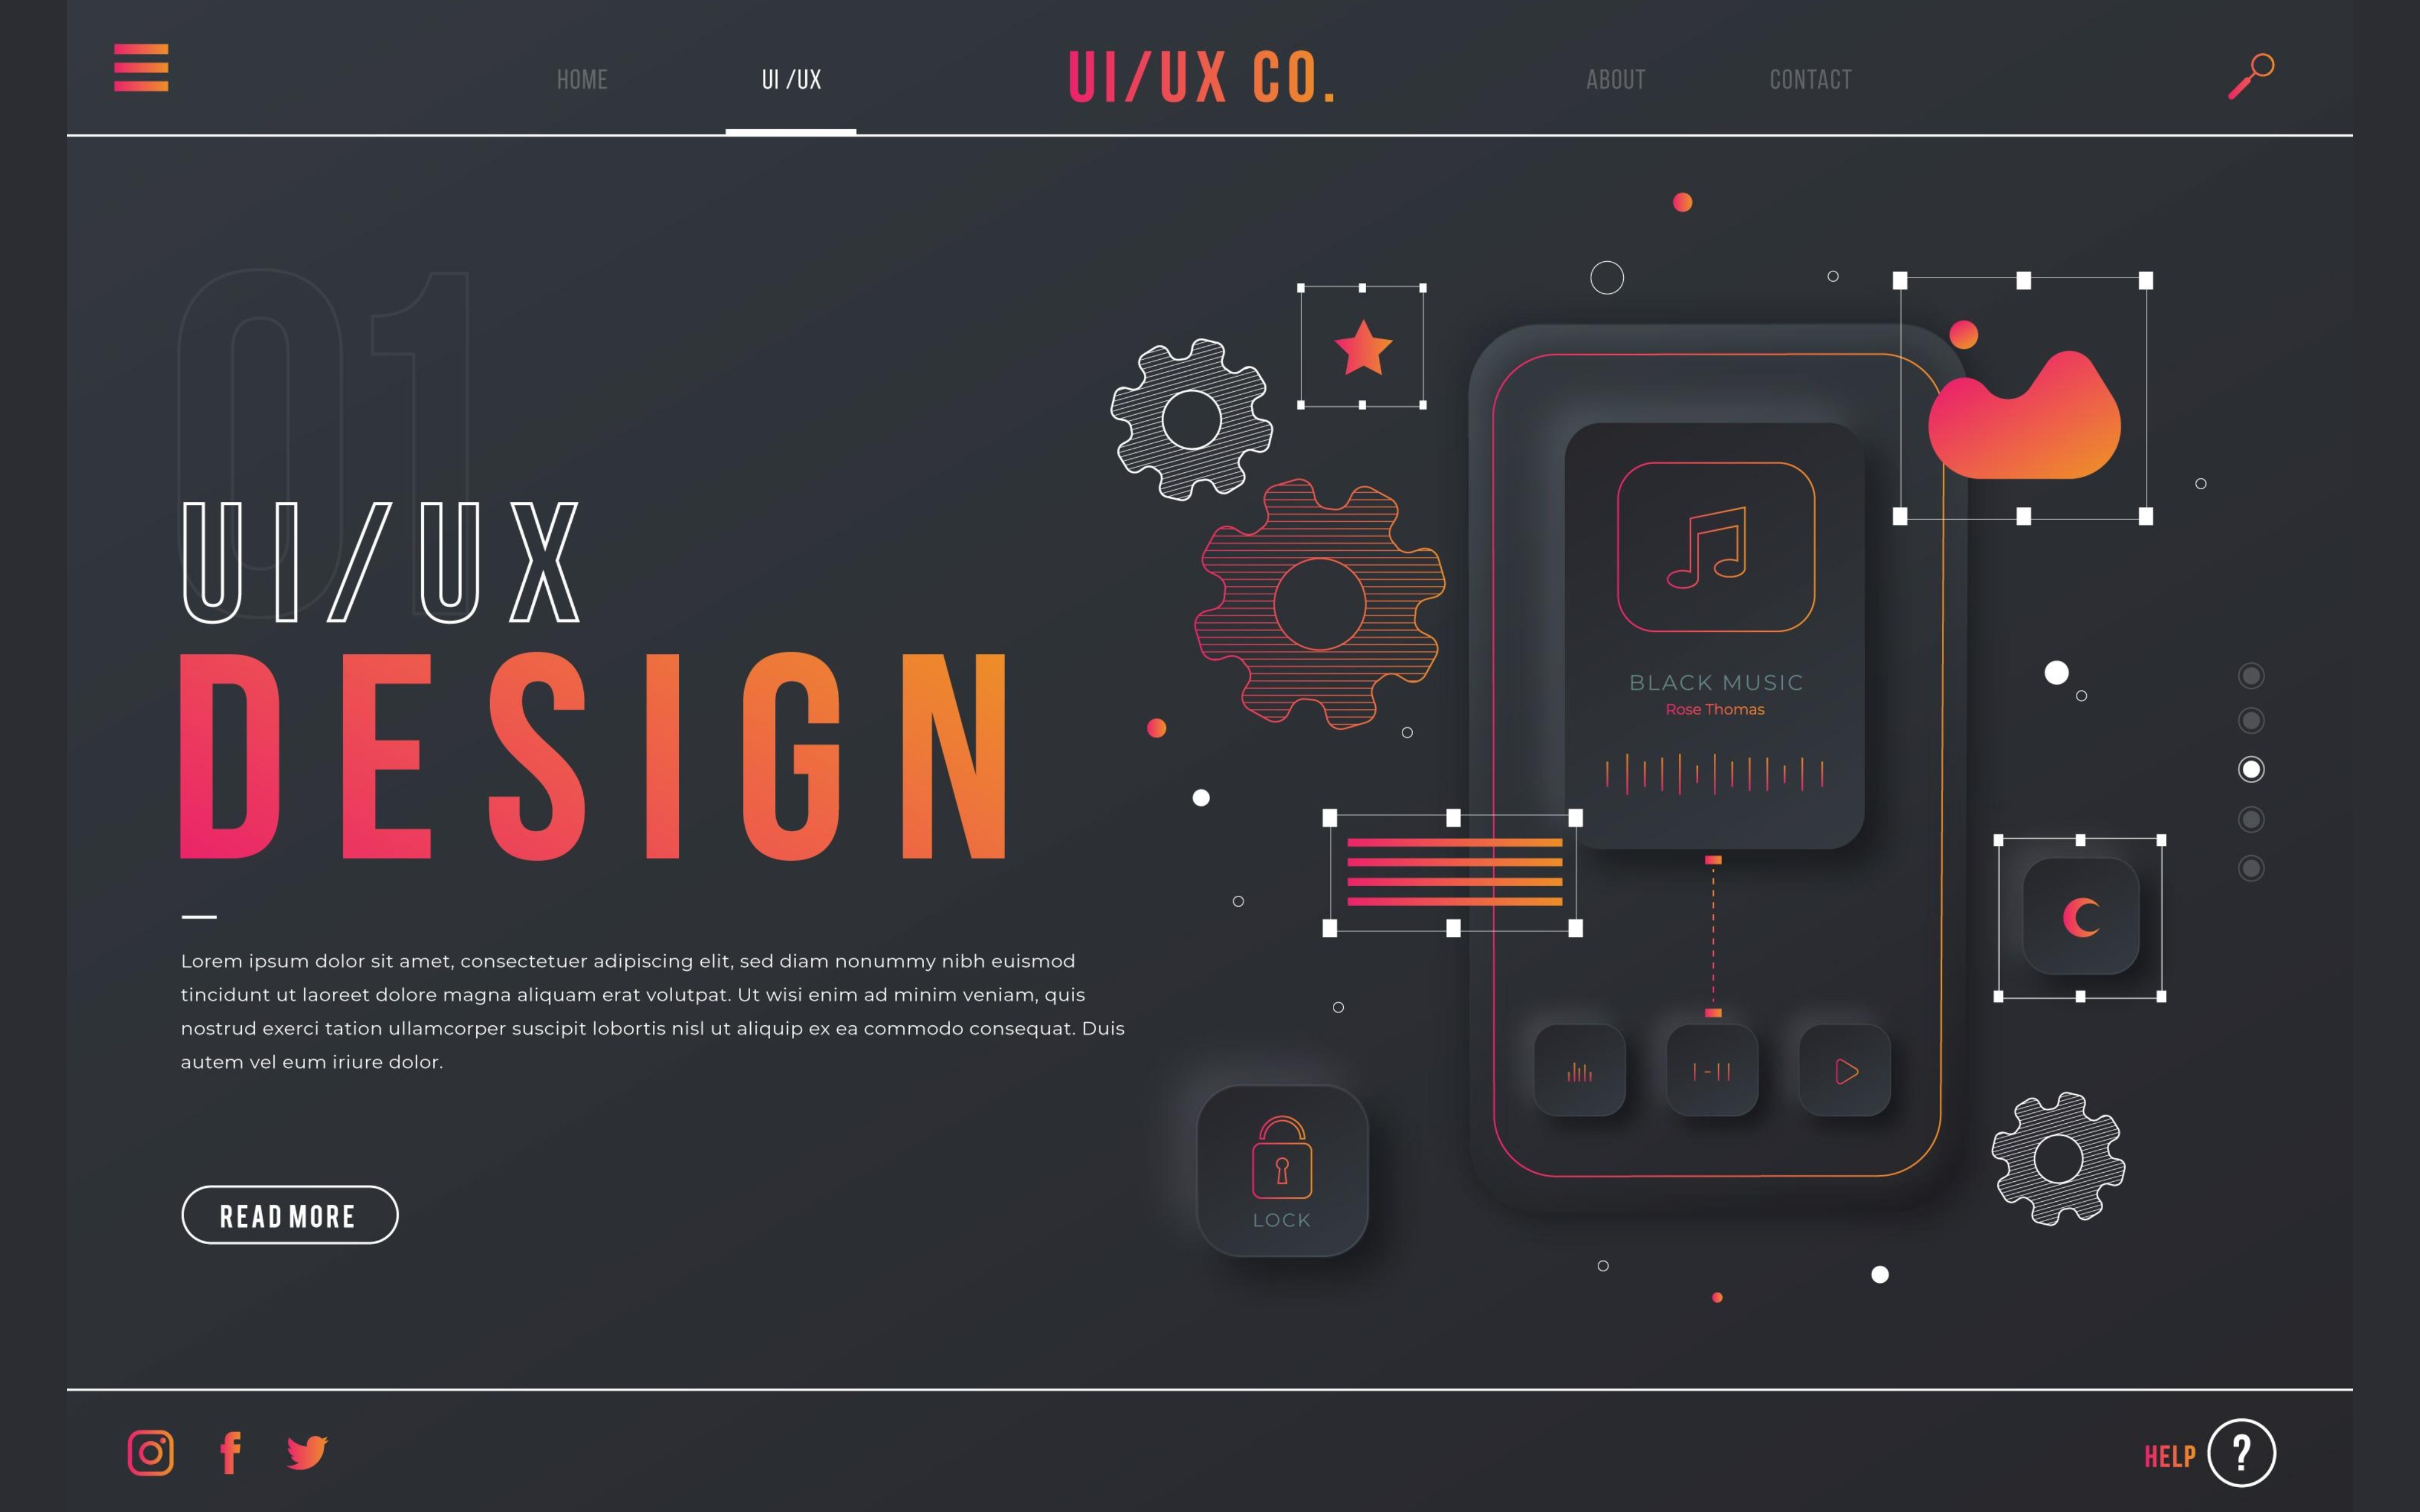 HOME
UI /UX
UI/UX CO.
ABOUT
CONTACT
01
UI/UX
DESIGN
Lorem ipsum dolor sit amet, consectetuer adipiscing elit, sed diam nonummy nibh euismod
tincidunt ut laoreet dolore magna aliquam erat volutpat. Ut wisi enim ad minim veniam, quis
nostrud exerci tation ullamcorper suscipit lobortis nisl ut aliquip ex ea commodo consequat. Duis
autem vel eum iriure dolor.
READ MORE
BLACK MUSIC
Rose Thomas
LOCK
HELP ?